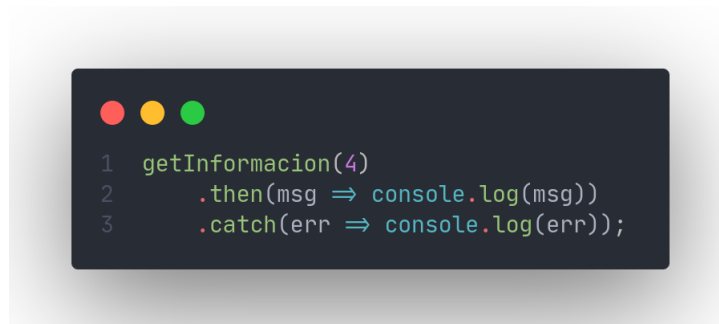 1 getInformacion(4)
2 .then(msg => console.log(msg))
3 .catch(err => console.log(err));